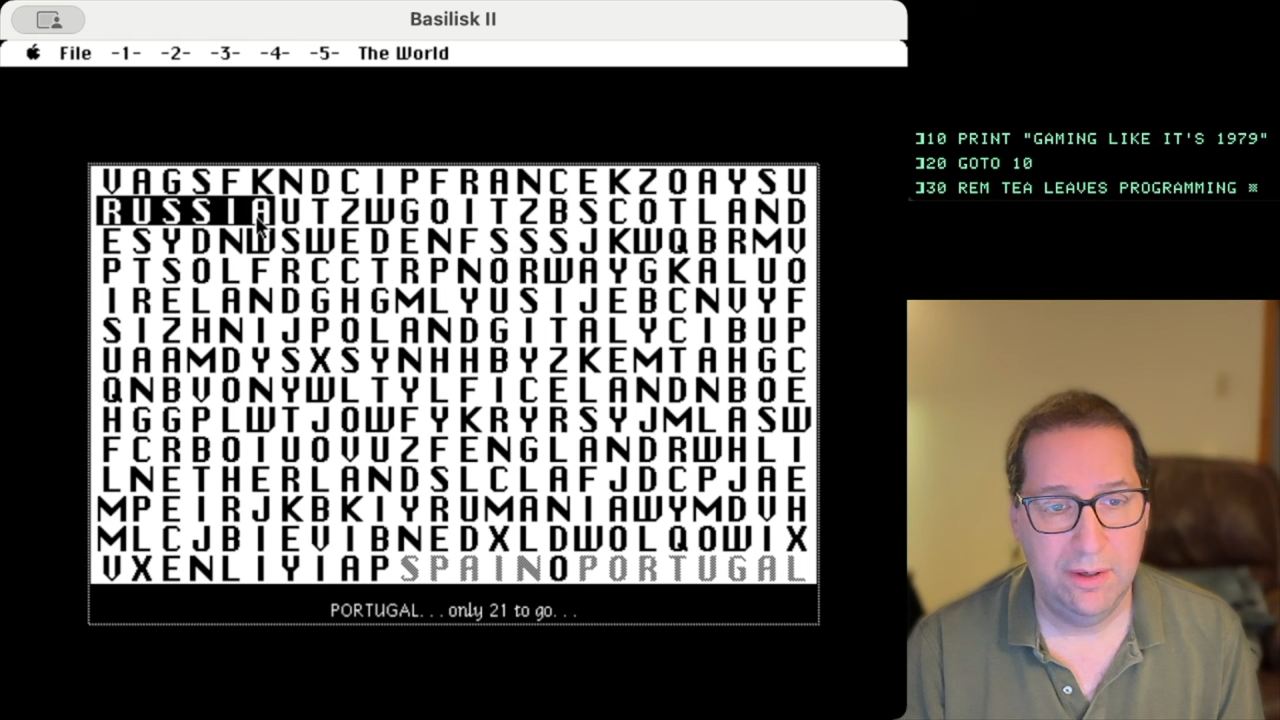 Basilisk II
File -1- -2- -3- -4- -5- The World
]10 PRINT "GAMING LIKE IT'S 1979"
]20 GOTO 10
]30 REM TEA LEAVES PROGRAMMING
VAGSFKNDCIPFRANCEKZOAYSU
RUSSIAUTZWGOITZBSCOTLAND
ESYDNWSWEDENFSSSJKWQBRMV
PTSOLFRCCTRPNORWAYGKALUO
IRELANDGHGMLYUSIJEBCNVYF
SIZHNIJPOLANDGITALYCIBUP
UAAMDYSXSYNHHBYZKEMTAHGC
QNBVONYWLTYLFICELANDNBOE
HGGPLWTJOWFYKRYRSYJMLASW
FCRBOIUOVUZFENGLANDRWHLI
LNETHERLANDSLCLAFJDCPJAE
MPEIRJKBKIYRUMANIAWYMDVH
MLCJBIEVIBNEDXLDWOLQOWIX
VXENLIYIAPSPAINOPORTUGAL
PORTUGAL. . . only 21 to go. . .